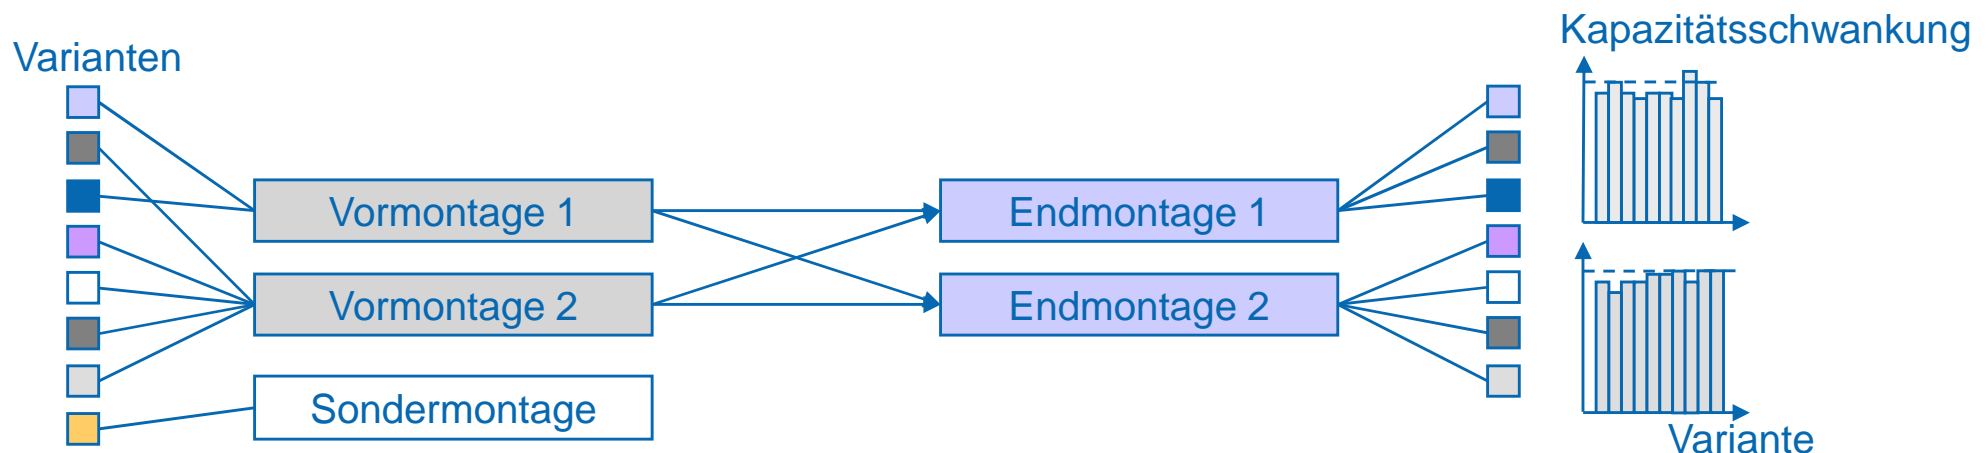 Kapazitätsschwankung
Varianten
Vormontage 1
Endmontage 1
Vormontage 2
Endmontage 2
Sondermontage
Variante